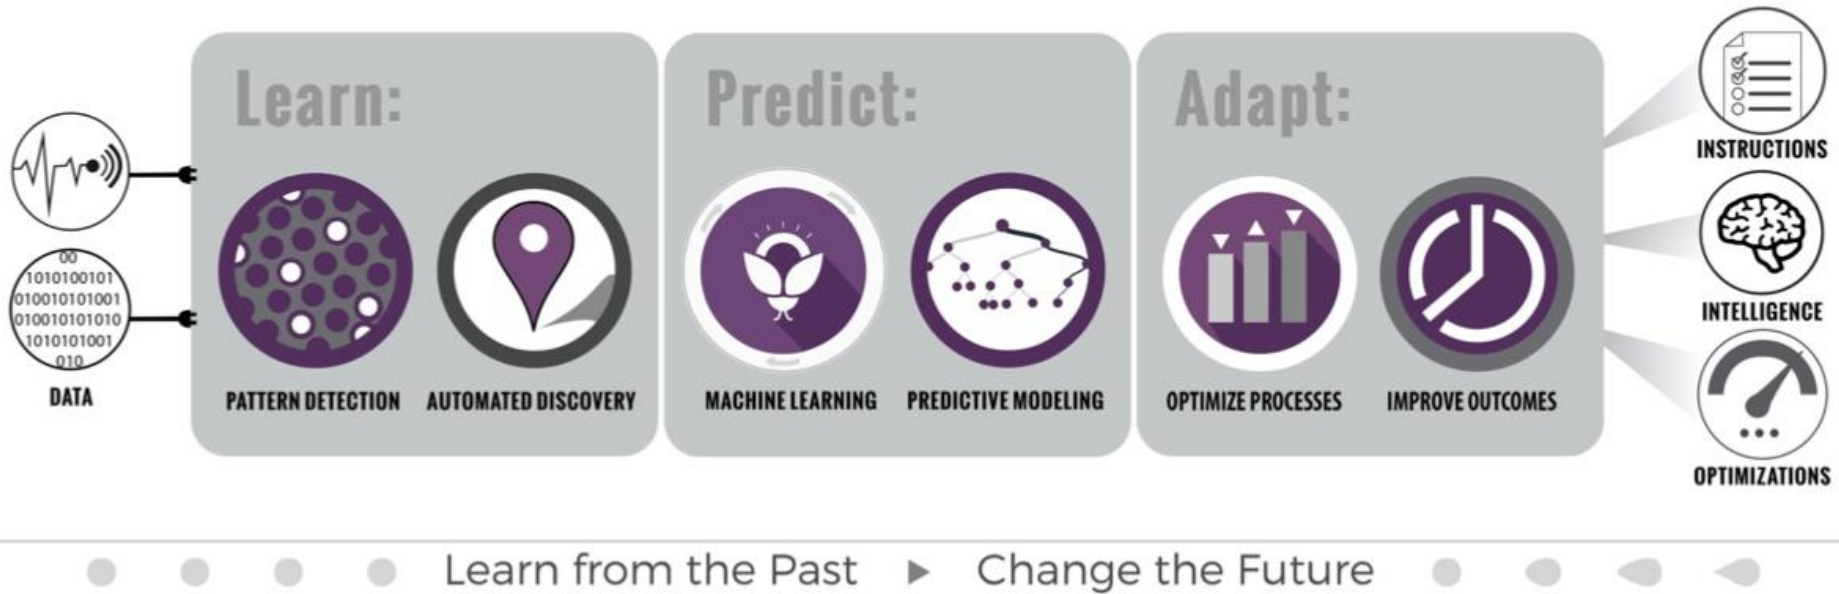 00
1010100101
010010101001
010010101010
1010101001
010
DATA
Learn:
PATTERN DETECTION
AUTOMATED DISCOVERY
Predict:
MACHINE LEARNING
PREDICTIVE MODELING
Adapt:
OPTIMIZE PROCESSES
IMPROVE OUTCOMES
INSTRUCTIONS
INTELLIGENCE
OPTIMIZATIONS
Learn from the Past ▶ Change the Future